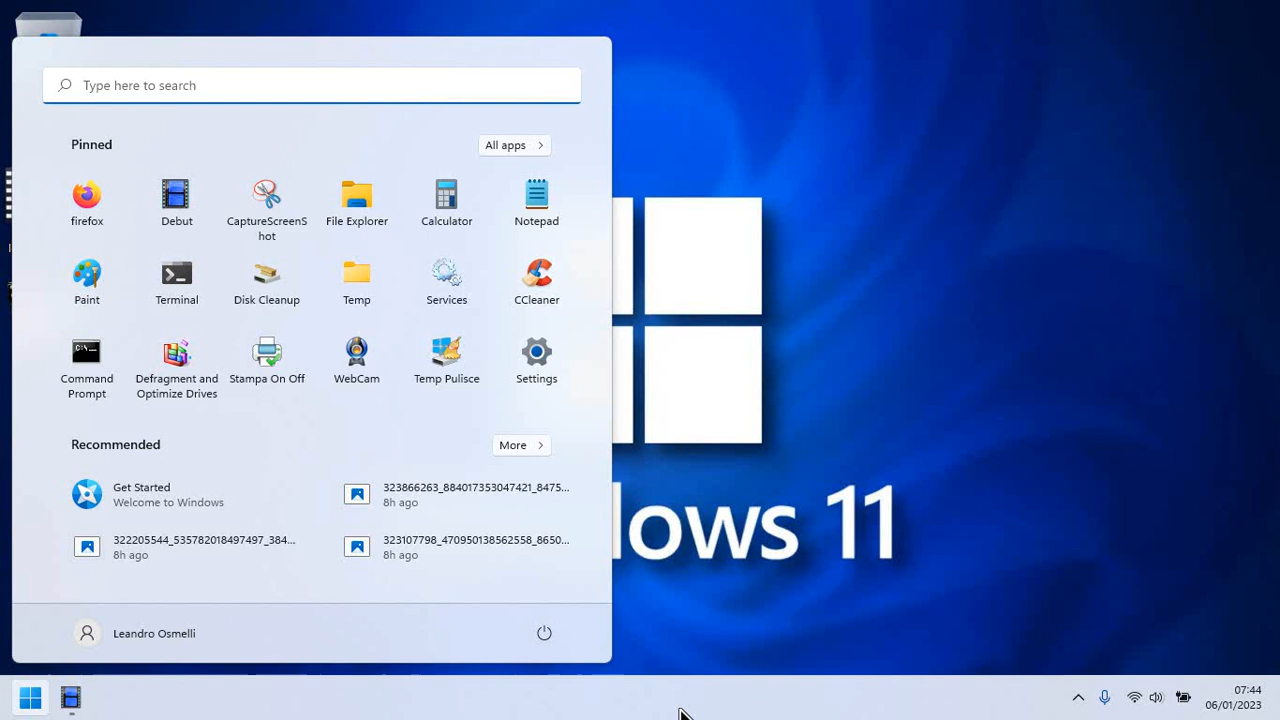 Type here to search
Pinned
All apps
firefox
Debut
CaptureScreenS
hot
File Explorer
Calculator
Notepad
Paint
Terminal
Disk Cleanup
Temp
Services
CCleaner
Command
Prompt
Defragment and
Optimize Drives
Stampa On Off
WebCam
Temp Pulisce
Settings
Recommended
More
Get Started
Welcome to Windows
323866263_884017353047421_8475...
8h ago
322205544_535782018497497_384...
8h ago
323107798_470950138562558_8650...
8h ago
Leandro Osmelli
lows 11
07:44
06/01/2023